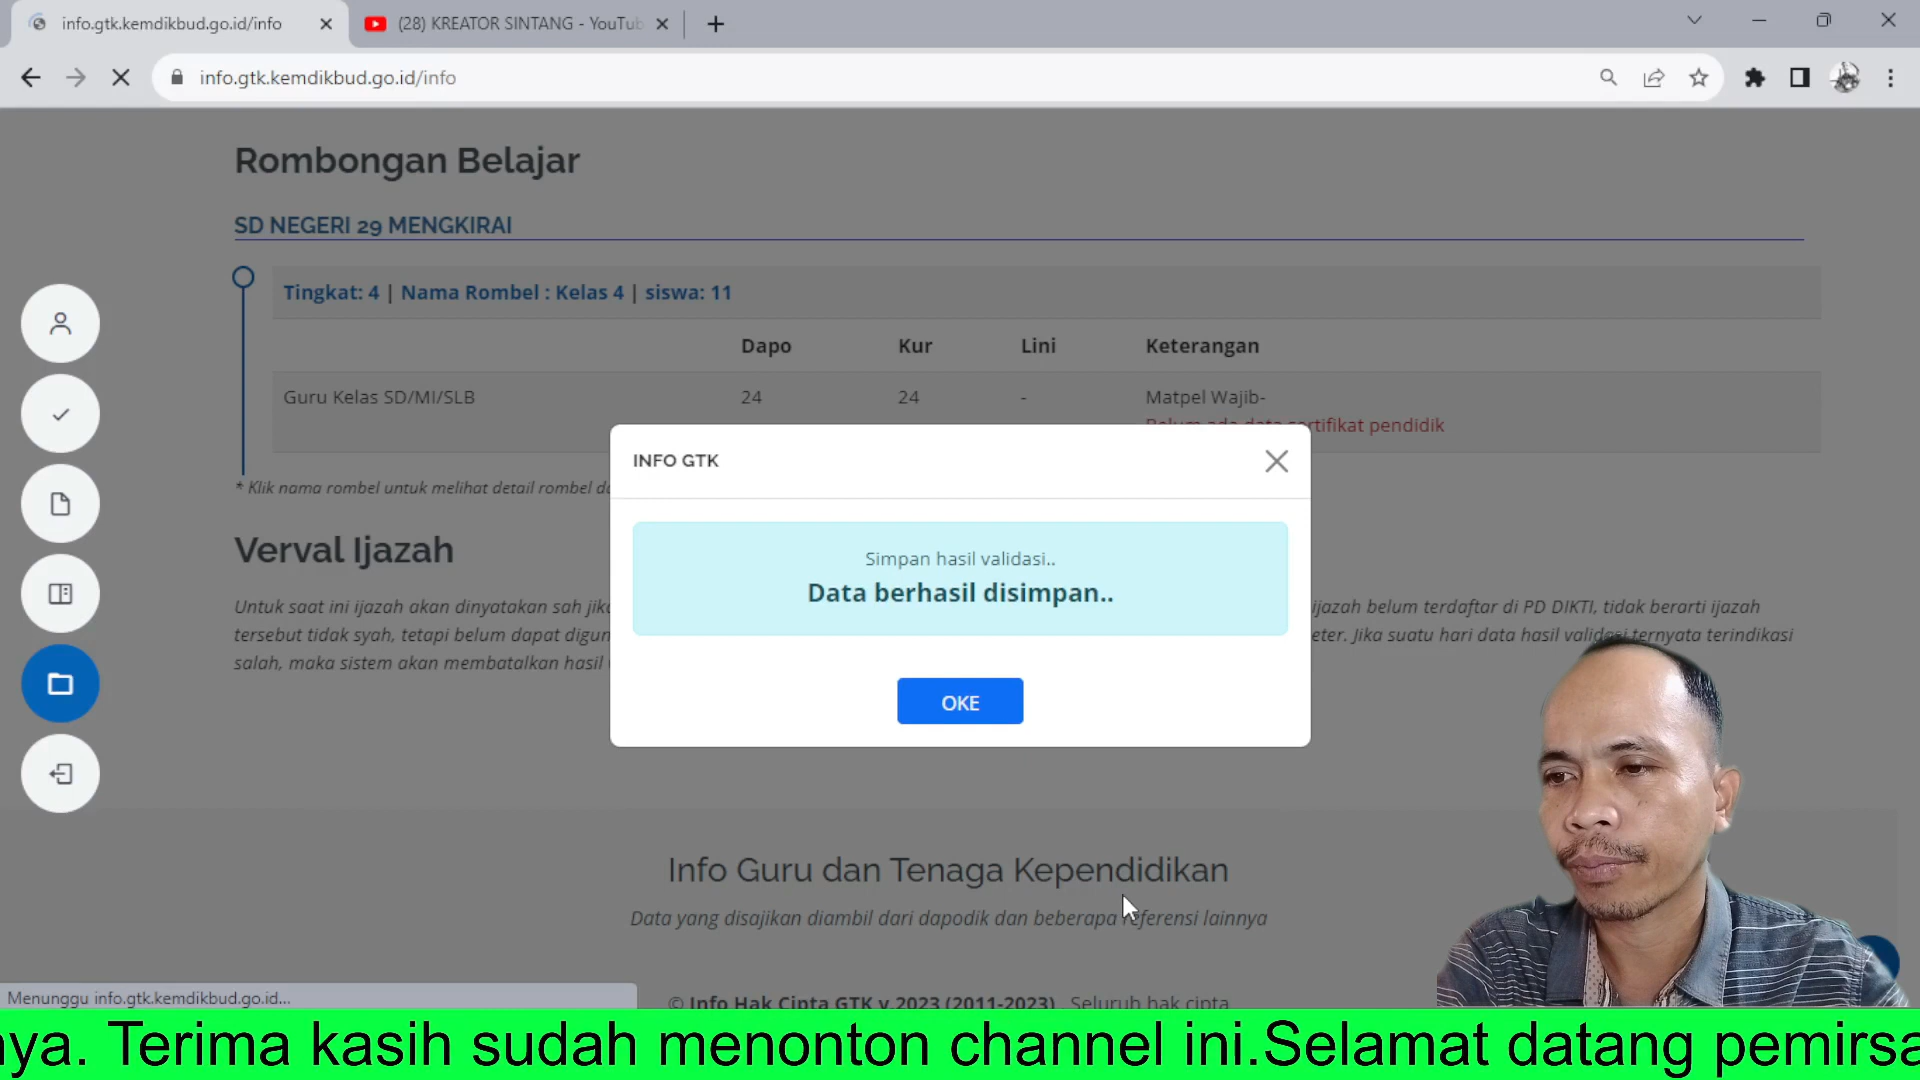 info.gtk.kemdikbud.go.id/info
(28) KREATOR SINTANG - YouTub
info.gtk.kemdikbud.go.id/info
Rombongan Belajar
SD NEGERI 29 MENGKIRAI
Tingkat: 4 | Nama Rombel : Kelas 4 | siswa: 11
Dapo Kur Lini Keterangan
Guru Kelas SD/MI/SLB 24 24 - Matpel Wajib-
Belum ada data sertifikat pendidik
INFO GTK
* Klik nama rombel untuk melihat detail rombel
Simpan hasil validasi..
Data berhasil disimpan..
OKE
Verval Ijazah
Untuk saat ini ijazah akan dinyatakan sah ijazah belum terdaftar di PD DIKTI, tidak berarti ijazah
tersebut tidak syah, tetapi belum dapat Jika suatu hari data hasil validasi ternyata terindikasi
salah, maka sistem akan membatalkan hasil
Info Guru dan Tenaga Kependidikan
Data yang disajikan diambil dari dapodik dan beberapa referensi lainnya
© Info Hak Cipta GTK v.2023 (2011-2023) . Seluruh hak cipta
Menunggu info.gtk.kemdikbud.go.id...
nya. Terima kasih sudah menonton channel ini.Selamat datang pemirsa